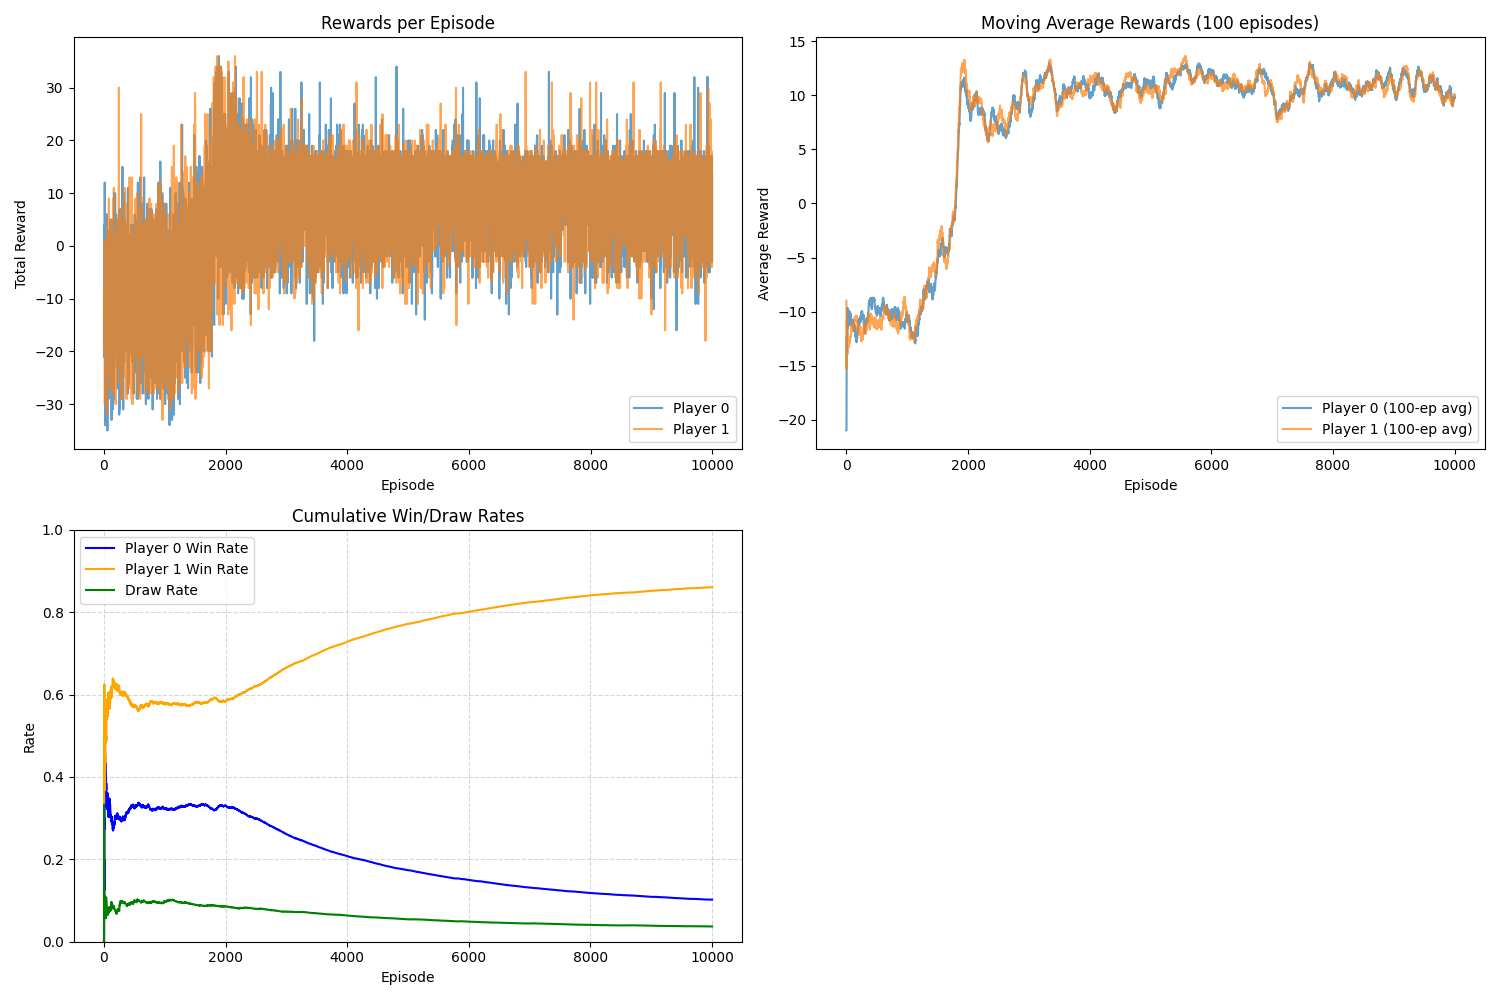 Rewards per Episode
Total Reward
30
20
10
0
−10
−20
−30
0
2000
4000
6000
8000
10000
Episode
Player 0
Player 1
Moving Average Rewards (100 episodes)
Average Reward
15
10
5
0
−5
−10
−15
−20
0
2000
4000
6000
8000
10000
Episode
Player 0 (100-ep avg)
Player 1 (100-ep avg)
Cumulative Win/Draw Rates
Rate
1.0
0.8
0.6
0.4
0.2
0.0
0
2000
4000
6000
8000
10000
Episode
Player 0 Win Rate
Player 1 Win Rate
Draw Rate